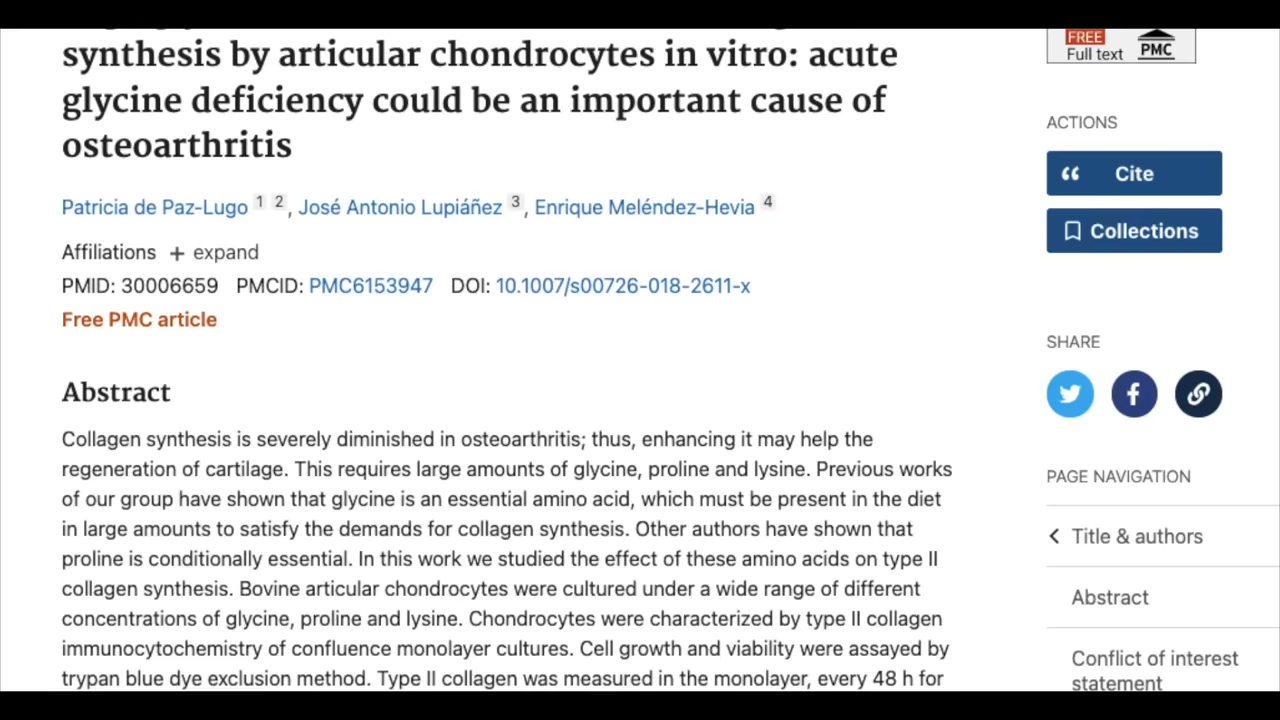 synthesis by articular chondrocytes in vitro: acute
glycine deficiency could be an important cause of
osteoarthritis
Patricia de Paz-Lugo 1 2, José Antonio Lupiáñez 3, Enrique Meléndez-Hevia 4
Affiliations + expand
PMID: 30006659 PMCID: PMC6153947 DOI: 10.1007/s00726-018-2611-x
Free PMC article
Abstract
Collagen synthesis is severely diminished in osteoarthritis; thus, enhancing it may help the
regeneration of cartilage. This requires large amounts of glycine, proline and lysine. Previous works
of our group have shown that glycine is an essential amino acid, which must be present in the diet
in large amounts to satisfy the demands for collagen synthesis. Other authors have shown that
proline is conditionally essential. In this work we studied the effect of these amino acids on type II
collagen synthesis. Bovine articular chondrocytes were cultured under a wide range of different
concentrations of glycine, proline and lysine. Chondrocytes were characterized by type II collagen
immunocytochemistry of confluence monolayer cultures. Cell growth and viability were assayed by
trypan blue dye exclusion method. Type II collagen was measured in the monolayer, every 48 h for
FREE
Full text PMC
ACTIONS
Cite
Collections
SHARE
PAGE NAVIGATION
Title & authors
Abstract
Conflict of interest
statement